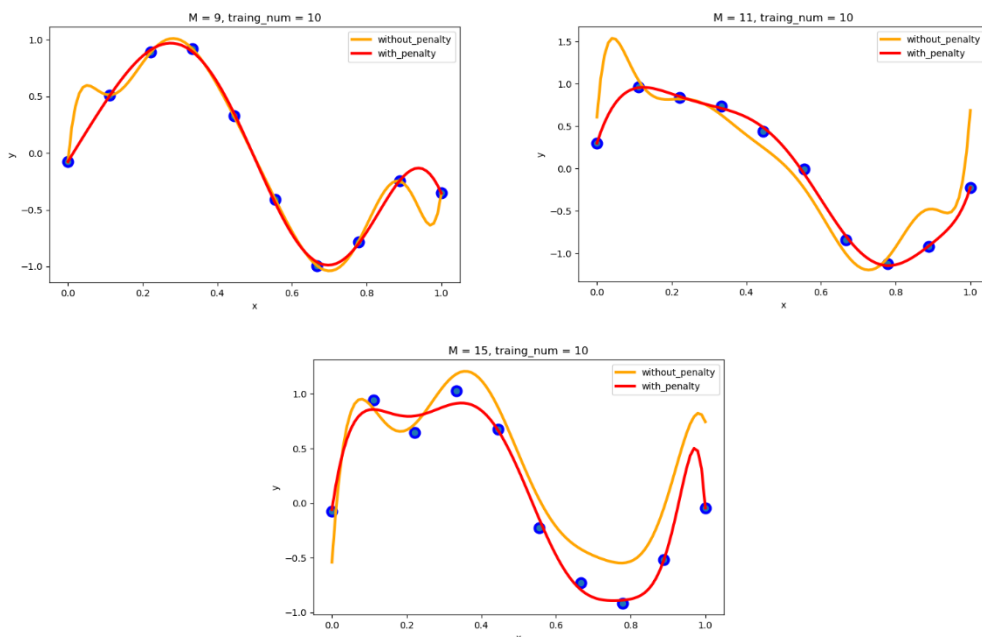 M = 9, traing_num = 10
without_penalty
with_penalty
1.0
0.5
0.0
−0.5
−1.0
y
0.0
0.2
0.4
0.6
0.8
1.0
x
M = 11, traing_num = 10
without_penalty
with_penalty
1.5
1.0
0.5
0.0
−0.5
−1.0
y
0.0
0.2
0.4
0.6
0.8
1.0
x
M = 15, traing_num = 10
without_penalty
with_penalty
1.0
0.5
0.0
−0.5
−1.0
y
0.0
0.2
0.4
0.6
0.8
1.0